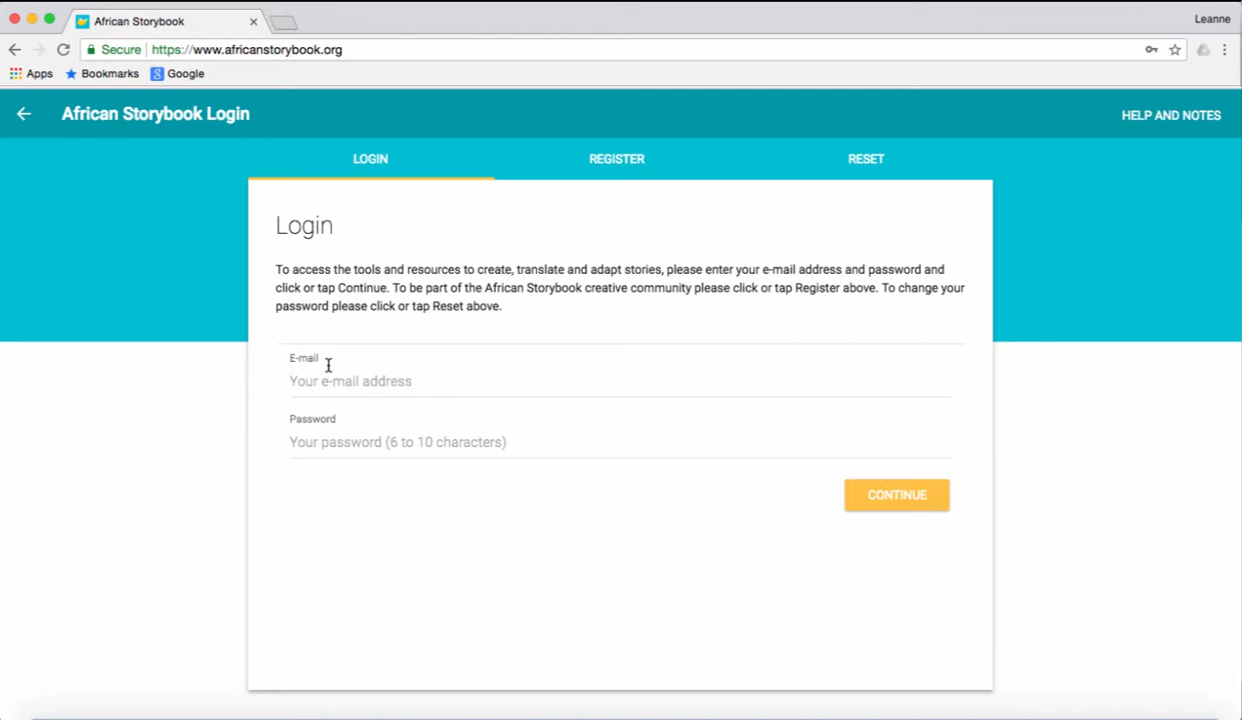 African Storybook
Leanne
Secure https://www.africanstorybook.org
Apps Bookmarks Google
African Storybook Login
HELP AND NOTES
LOGIN REGISTER RESET
Login
To access the tools and resources to create, translate and adapt stories, please enter your e-mail address and password and
click or tap Continue. To be part of the African Storybook creative community please click or tap Register above. To change your
password please click or tap Reset above.
E-mail
Your e-mail address
Password
Your password (6 to 10 characters)
CONTINUE